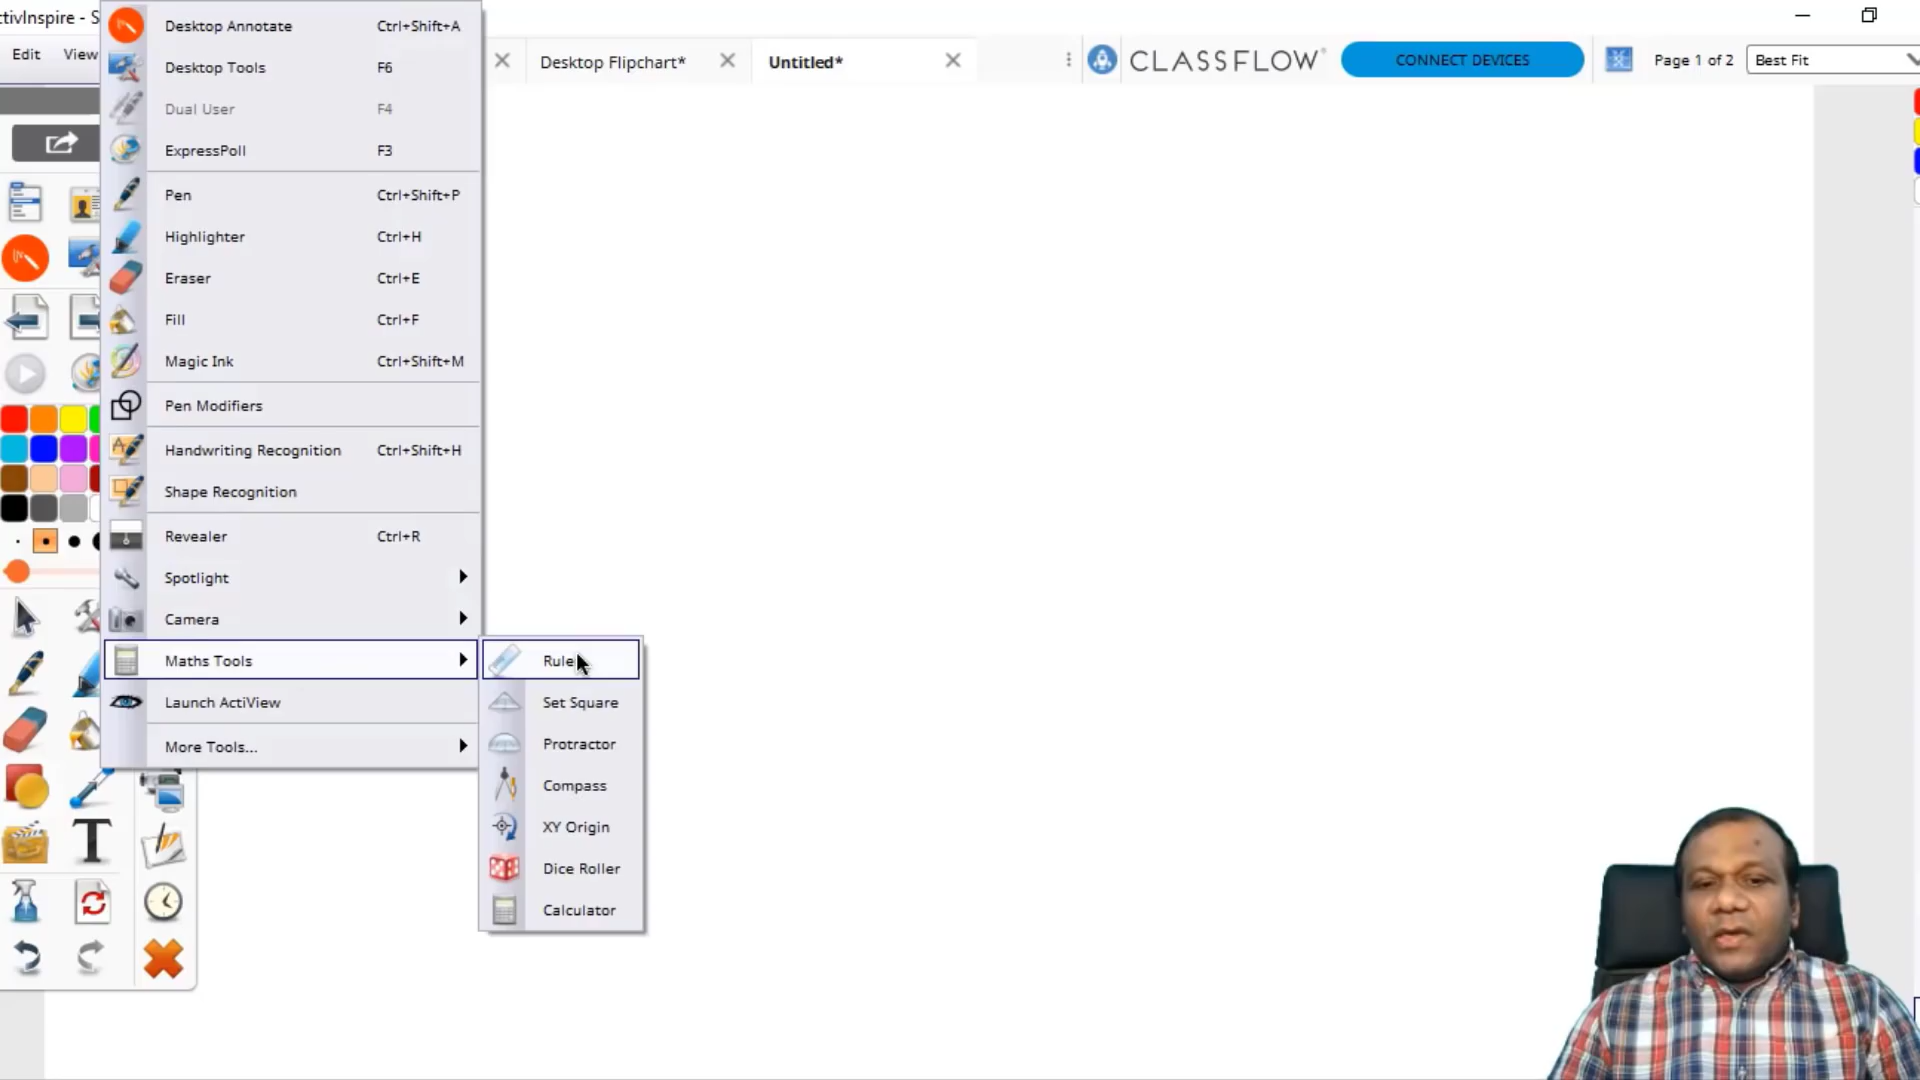 ctivInspire - S
Edit View
Desktop Annotate Ctrl+Shift+A
Desktop Tools F6
Dual User F4
ExpressPoll F3
Pen Ctrl+Shift+P
Highlighter Ctrl+H
Eraser Ctrl+E
Fill Ctrl+F
Magic Ink Ctrl+Shift+M
Pen Modifiers
Handwriting Recognition Ctrl+Shift+H
Shape Recognition
Revealer Ctrl+R
Spotlight
Camera
Maths Tools
Launch ActiView
More Tools...
Rule
Set Square
Protractor
Compass
XY Origin
Dice Roller
Calculator
Desktop Flipchart*
Untitled*
CLASSFLOW
CONNECT DEVICES
Page 1 of 2
Best Fit
T